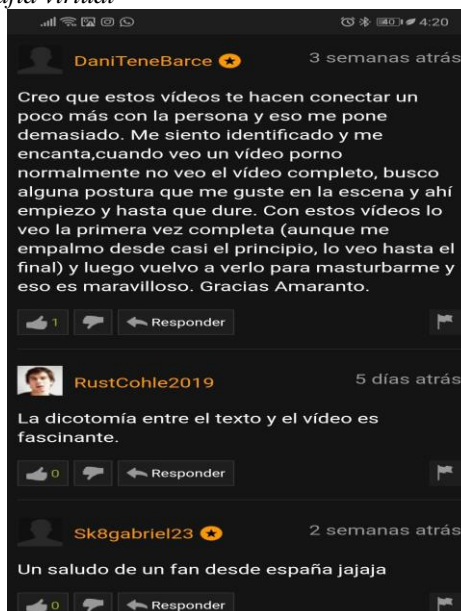 4:20
DaniTeneBarce 3 semanas atrás
Creo que estos vídeos te hacen conectar un
poco más con la persona y eso me pone
demasiado. Me siento identificado y me
encanta,cuando veo un vídeo porno
normalmente no veo el vídeo completo, busco
alguna postura que me guste en la escena y ahí
empiezo y hasta que dure. Con estos vídeos lo
veo la primera vez completa (aunque me
empalmo desde casi el principio, lo veo hasta el
final) y luego vuelvo a verlo para masturbarme y
eso es maravilloso. Gracias Amaranto.
1 Responder
RustCohle2019 5 días atrás
La dicotomía entre el texto y el vídeo es
fascinante.
0 Responder
Sk8gabriel23 2 semanas atrás
Un saludo de un fan desde españa jajaja
0 Responder